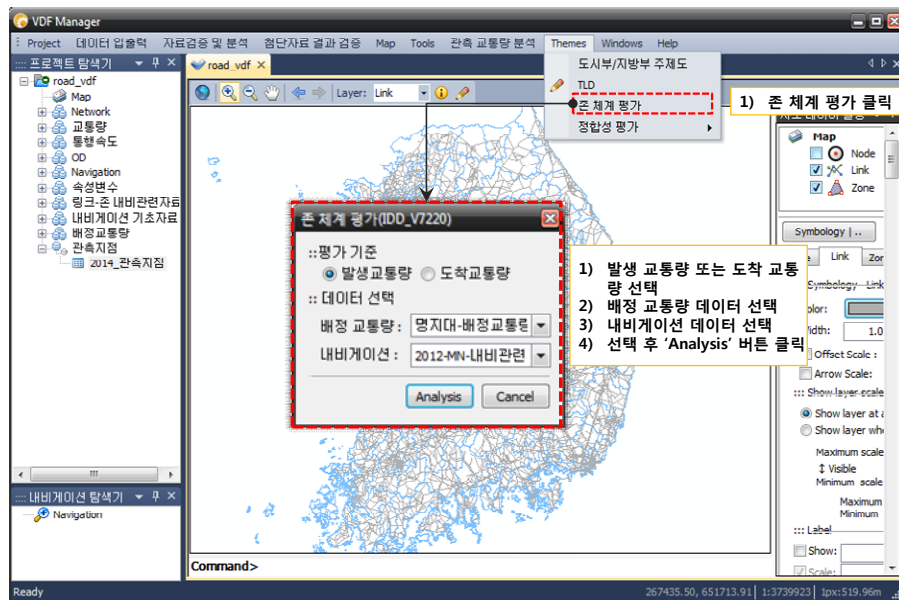 VDF Manager
Project 데이터 입출력 자료검증 및 분석 첨단자료 결과 검증 Map Tools 관측 교통량 분석 Themes Windows Help
프로젝트 탐색기
road_vdf
Map
Network
교통량
통행속도
OD
Navigation
속성변수
링크-존 내비관련자료
내비게이션 기초자료
배정교통량
관측지점
2014_관측지점
내비게이션 탐색기
Navigation
road_vdf
Layer: Link
도시부/지방부 주제도
TLD
존 체계 평가
정합성 평가
1) 존 체계 평가 클릭
존 체계 평가(IDD_V7220)
::평가 기준
발생교통량 도착교통량
:: 데이터 선택
배정 교통량 : 명지대-배정교통량
내비게이션 : 2012-MN-내비관련
Analysis Cancel
1) 발생 교통량 또는 도착 교통
량 선택
2) 배정 교통량 데이터 선택
3) 내비게이션 데이터 선택
4) 선택 후 ‘Analysis’ 버튼 클릭
Map
Node
Link
Zone
Symbology | ..
Link Zor
Symbology Link
olor:
idth: 1.0
Offset Scale :
Arrow Scale:
::: Show layer scale
Show layer at a
Show layer whe
Maximum scale
Visible
Minimum scale
Maximum
Minimum
::: Label
Show:
Scale:
Command>
Ready
267435.50, 651713.91 1:3739923 1px:519.96m